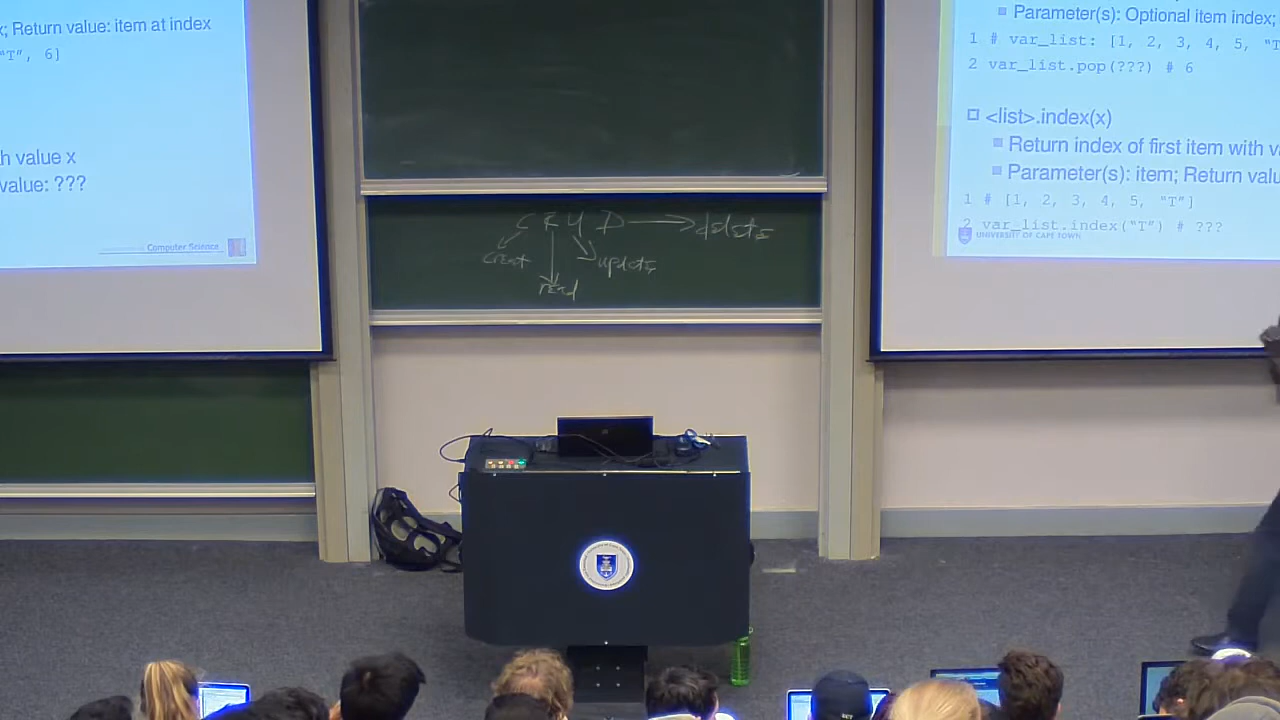 x; Return value: item at index
"T", 6]
h value x
value: ???
Computer Science
C R U D → delete
creat
update
read
Parameter(s): Optional item index;
1 # var_list: [1, 2, 3, 4, 5, "T
2 var_list.pop(???) # 6
<list>.index(x)
Return index of first item with va
Parameter(s): item; Return valu
1 # [1, 2, 3, 4, 5, "T"]
2 var_list.index("T") # ???
UNIVERSITY OF CAPE TOWN